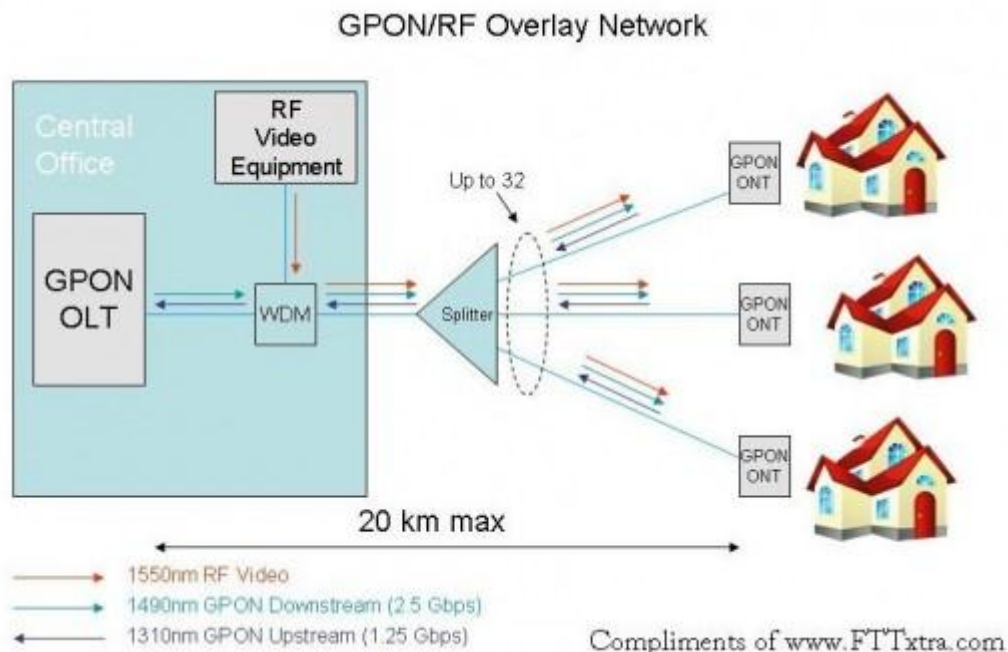 GPON/RF Overlay Network
Central
Office
RF
Video
Equipment
GPON
OLT
WDM
Up to 32
Splitter
GPON
ONT
GPON
ONT
GPON
ONT
20 km max
1550nm RF Video
1490nm GPON Downstream (2.5 Gbps)
1310nm GPON Upstream (1.25 Gbps)
Compliments of www.FTTxtra.com